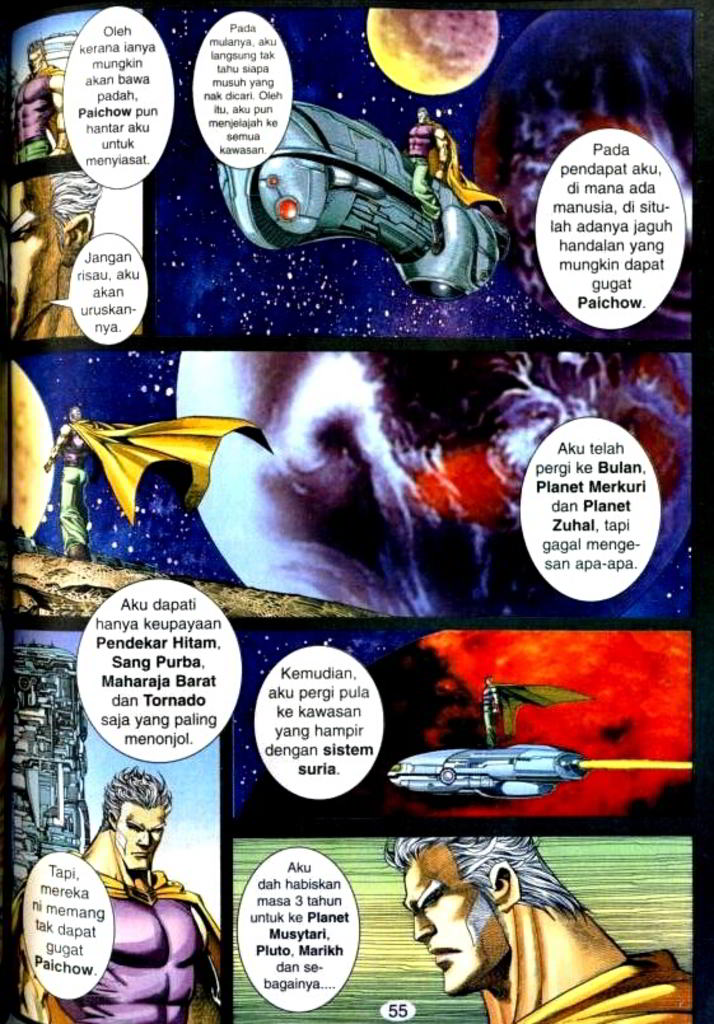 Oleh
kerana ianya
mungkin
akan bawa
padah,
Paichow pun
hantar aku
untuk
menyiasat.
Jangan
risau, aku
akan
uruskan-
nya.
Pada
mulanya, aku
langsung tak
tahu siapa
musuh yang
nak dicari. Oleh
itu, aku pun
menjelajah ke
semua
kawasan.
Pada
pendapat aku,
di mana ada
manusia, di situ-
lah adanya jaguh
handalan yang
mungkin dapat
gugat
Paichow.
Aku telah
pergi ke Bulan,
Planet Merkuri
dan Planet
Zuhal, tapi
gagal menge-
san apa-apa.
Aku dapati
hanya keupayaan
Pendekar Hitam,
Sang Purba,
Maharaja Barat
dan Tornado
saja yang paling
menonjol.
Tapi,
mereka
ni memang
tak dapat
gugat
Paichow.
Kemudian,
aku pergi pula
ke kawasan
yang hampir
dengan sistem
suria.
Aku
dah habiskan
masa 3 tahun
untuk ke Planet
Musytari,
Pluto, Marikh
dan se-
bagainya....
55